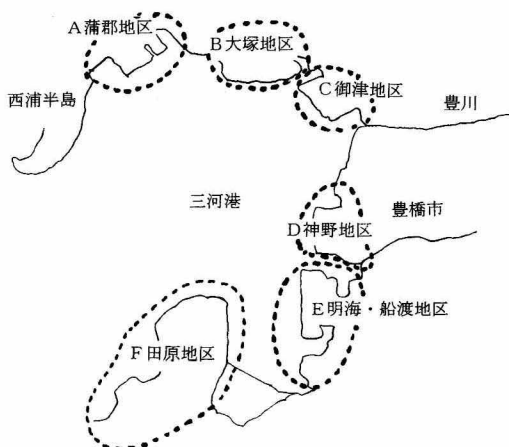 A蒲郡地区
B大塚地区
C御津地区
西浦半島
豊川
三河港
豊橋市
D神野地区
E明海・船渡地区
F田原地区